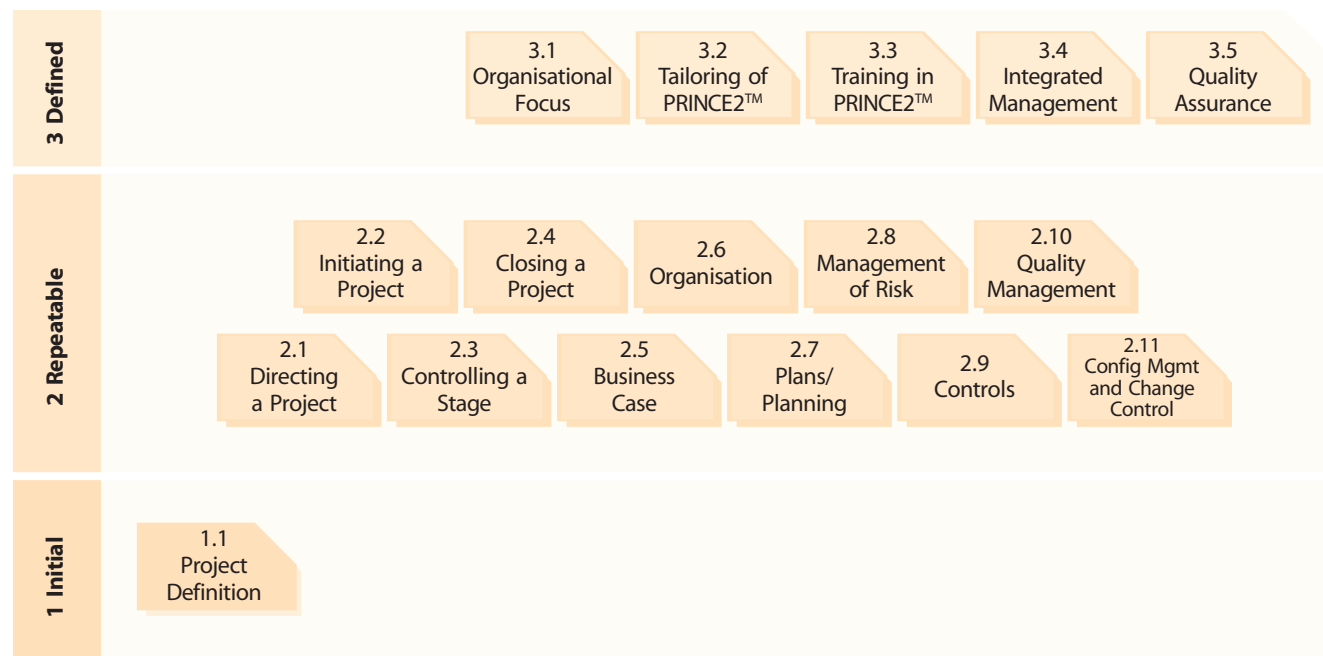 3 Defined
3.1
Organisational
Focus
3.2
Tailoring of
PRINCE2™
3.3
Training in
PRINCE2™
3.4
Integrated
Management
3.5
Quality
Assurance
2 Repeatable
2.2
Initiating a
Project
2.4
Closing a
Project
2.6
Organisation
2.8
Management
of Risk
2.10
Quality
Management
2.1
Directing
a Project
2.3
Controlling a
Stage
2.5
Business
Case
2.7
Plans/
Planning
2.9
Controls
2.11
Config Mgmt
and Change
Control
1 Initial
1.1
Project
Definition